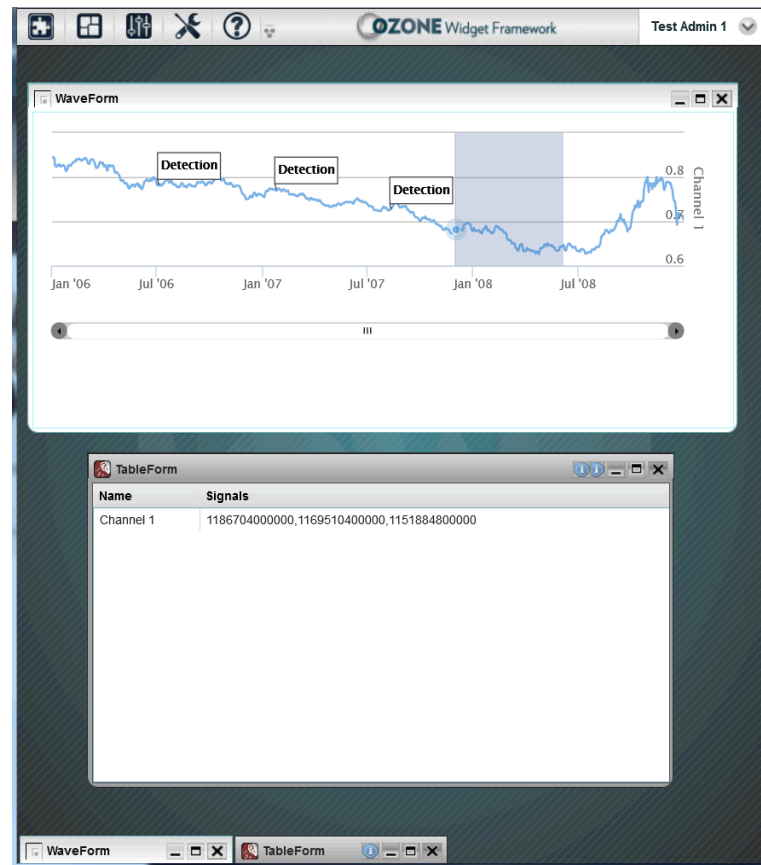 OZONE Widget Framework
Test Admin 1
WaveForm
Detection
Detection
Detection
0.8
0.7
0.6
Channel 1
Jan '06 Jul '06 Jan '07 Jul '07 Jan '08 Jul '08
TableForm
Name Signals
Channel 1 1186704000000,1169510400000,1151884800000
WaveForm TableForm